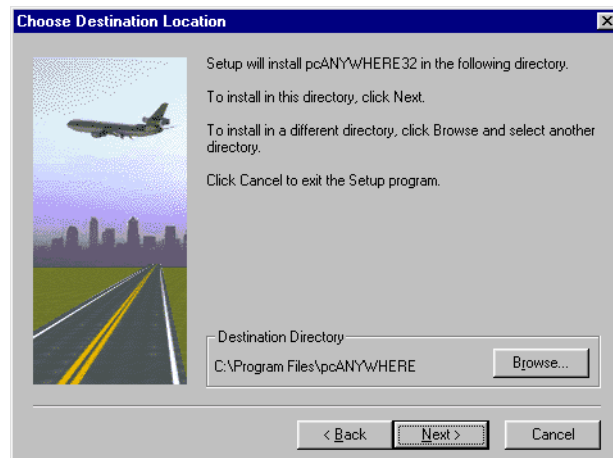 Choose Destination Location
Setup will install pcANYWHERE32 in the following directory.
To install in this directory, click Next.
To install in a different directory, click Browse and select another
directory.
Click Cancel to exit the Setup program.
Destination Directory
C:\Program Files\pcANYWHERE
Browse...
< Back
Next >
Cancel